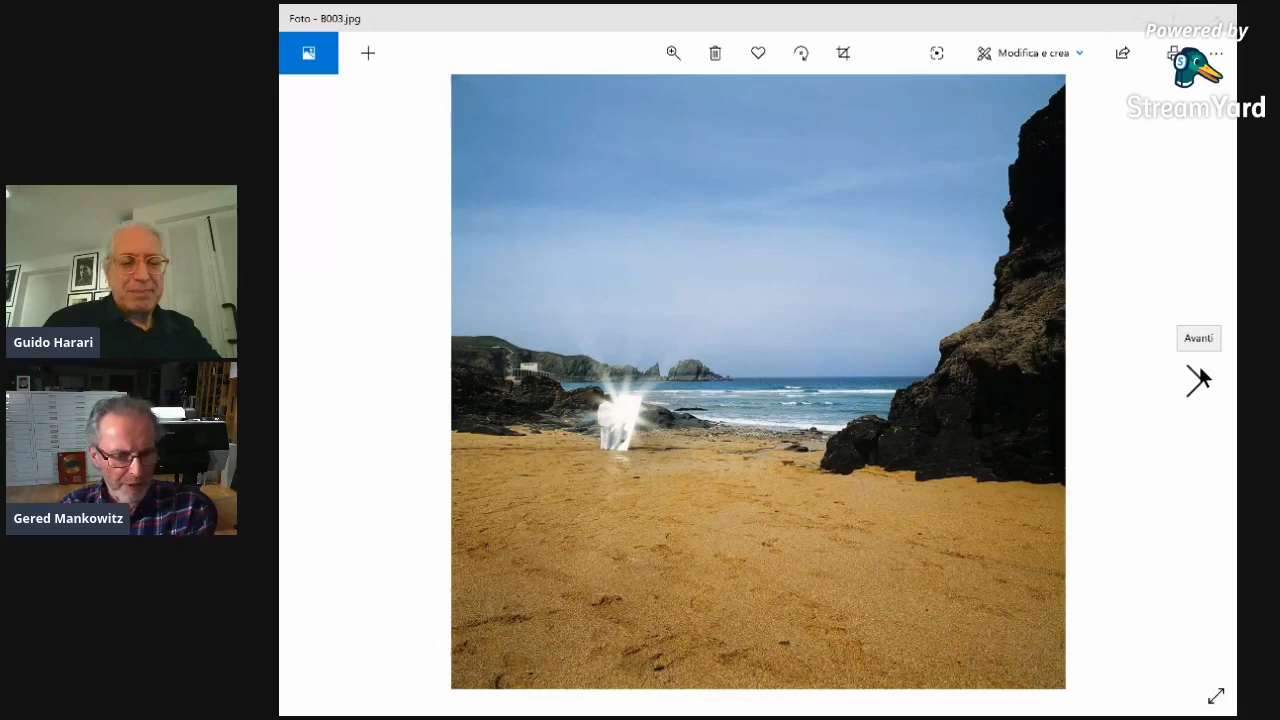 Foto - B003.jpg
Powered by
Modifica e crea
StreamYard
Avanti
Guido Harari
Gered Mankowitz